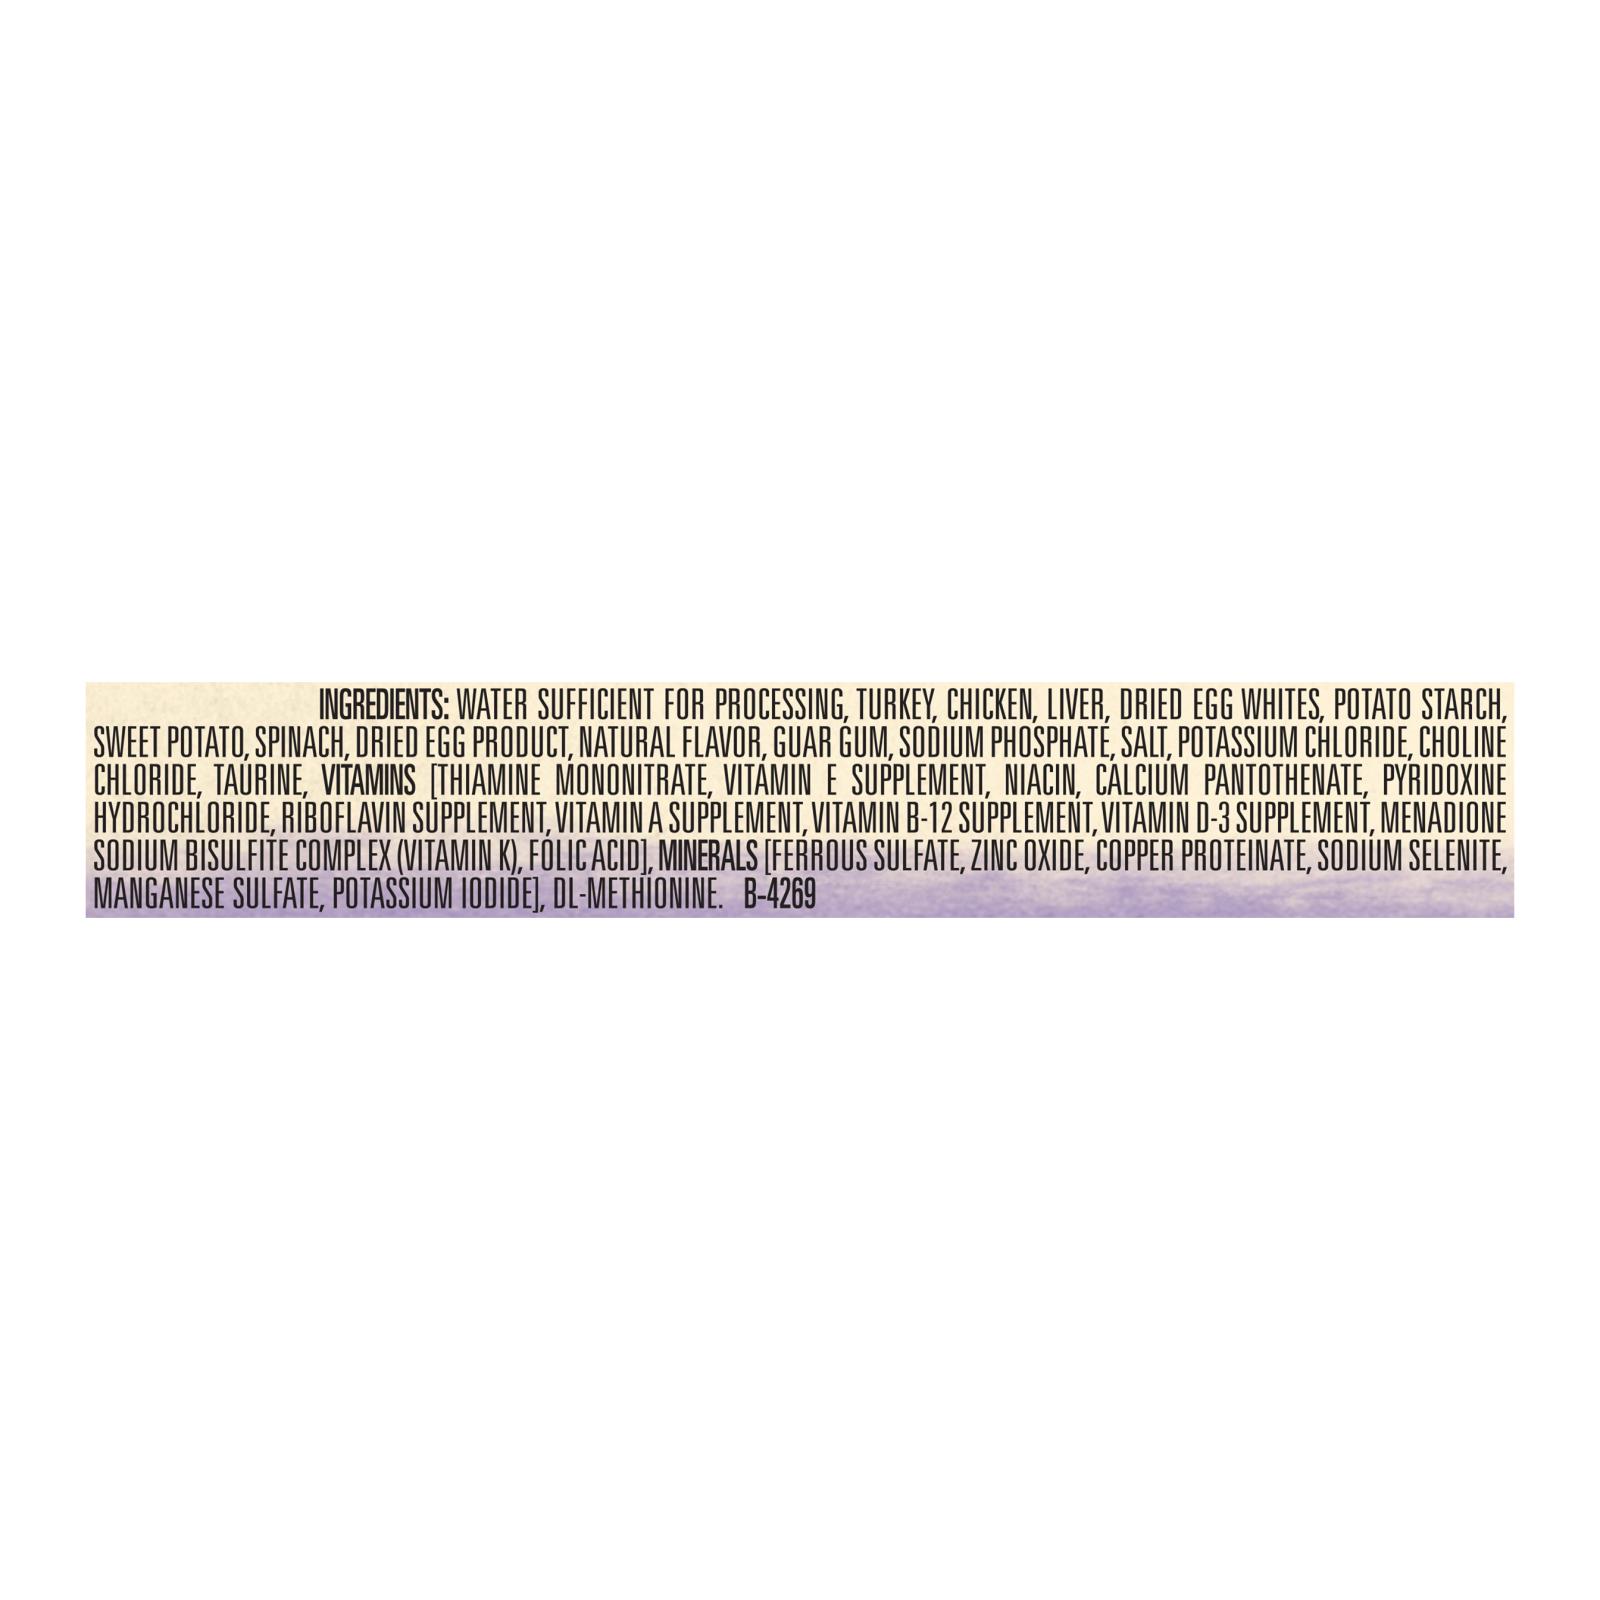 INGREDIENTS: WATER SUFFICIENT FOR PROCESSING, TURKEY, CHICKEN, LIVER, DRIED EGG WHITES, POTATO STARCH,
SWEET POTATO, SPINACH, DRIED EGG PRODUCT, NATURAL FLAVOR, GUAR GUM, SODIUM PHOSPHATE, SALT, POTASSIUM CHLORIDE, CHOLINE
CHLORIDE, TAURINE, VITAMINS [THIAMINE MONONITRATE, VITAMIN E SUPPLEMENT, NIACIN, CALCIUM PANTOTHENATE, PYRIDOXINE
HYDROCHLORIDE, RIBOFLAVIN SUPPLEMENT, VITAMIN A SUPPLEMENT, VITAMIN B-12 SUPPLEMENT, VITAMIN D-3 SUPPLEMENT, MENADIONE
SODIUM BISULFITE COMPLEX (VITAMIN K), FOLIC ACID], MINERALS [FERROUS SULFATE, ZINC OXIDE, COPPER PROTEINATE, SODIUM SELENITE,
MANGANESE SULFATE, POTASSIUM IODIDE], DL-METHIONINE. B-4269